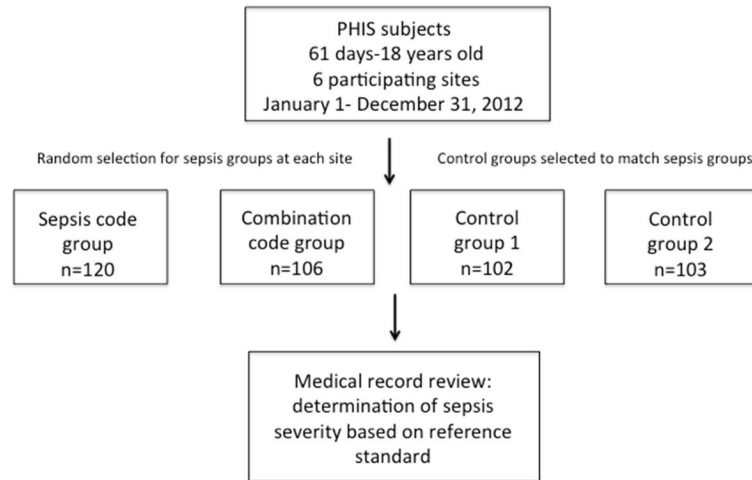 PHIS subjects
61 days-18 years old
6 participating sites
January 1- December 31, 2012
Random selection for sepsis groups at each site
Control groups selected to match sepsis groups
Sepsis code
group
n=120
Combination
code group
n=106
Control
group 1
n=102
Control
group 2
n=103
Medical record review:
determination of sepsis
severity based on reference
standard